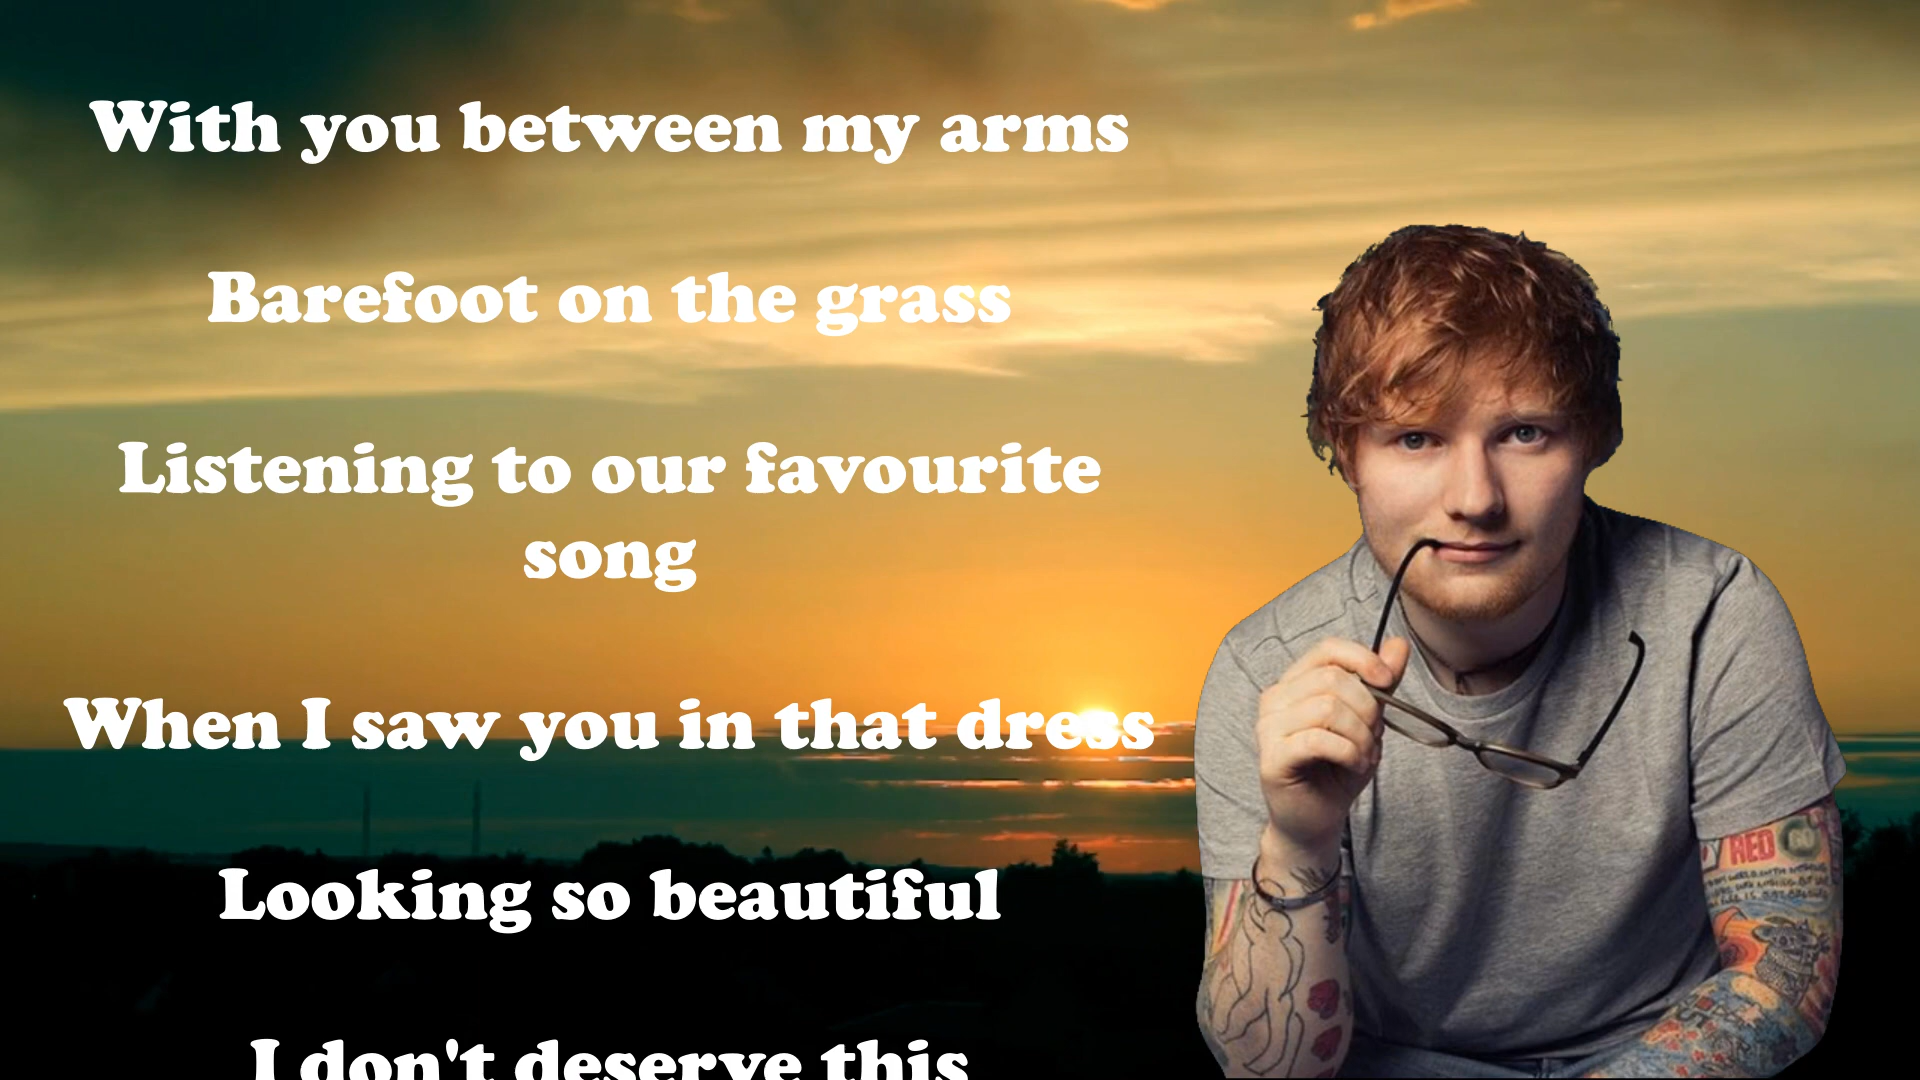 With you between my arms
Barefoot on the grass
Listening to our favourite
song
When I saw you in that dress
Looking so beautiful
I don't deserve this
RED